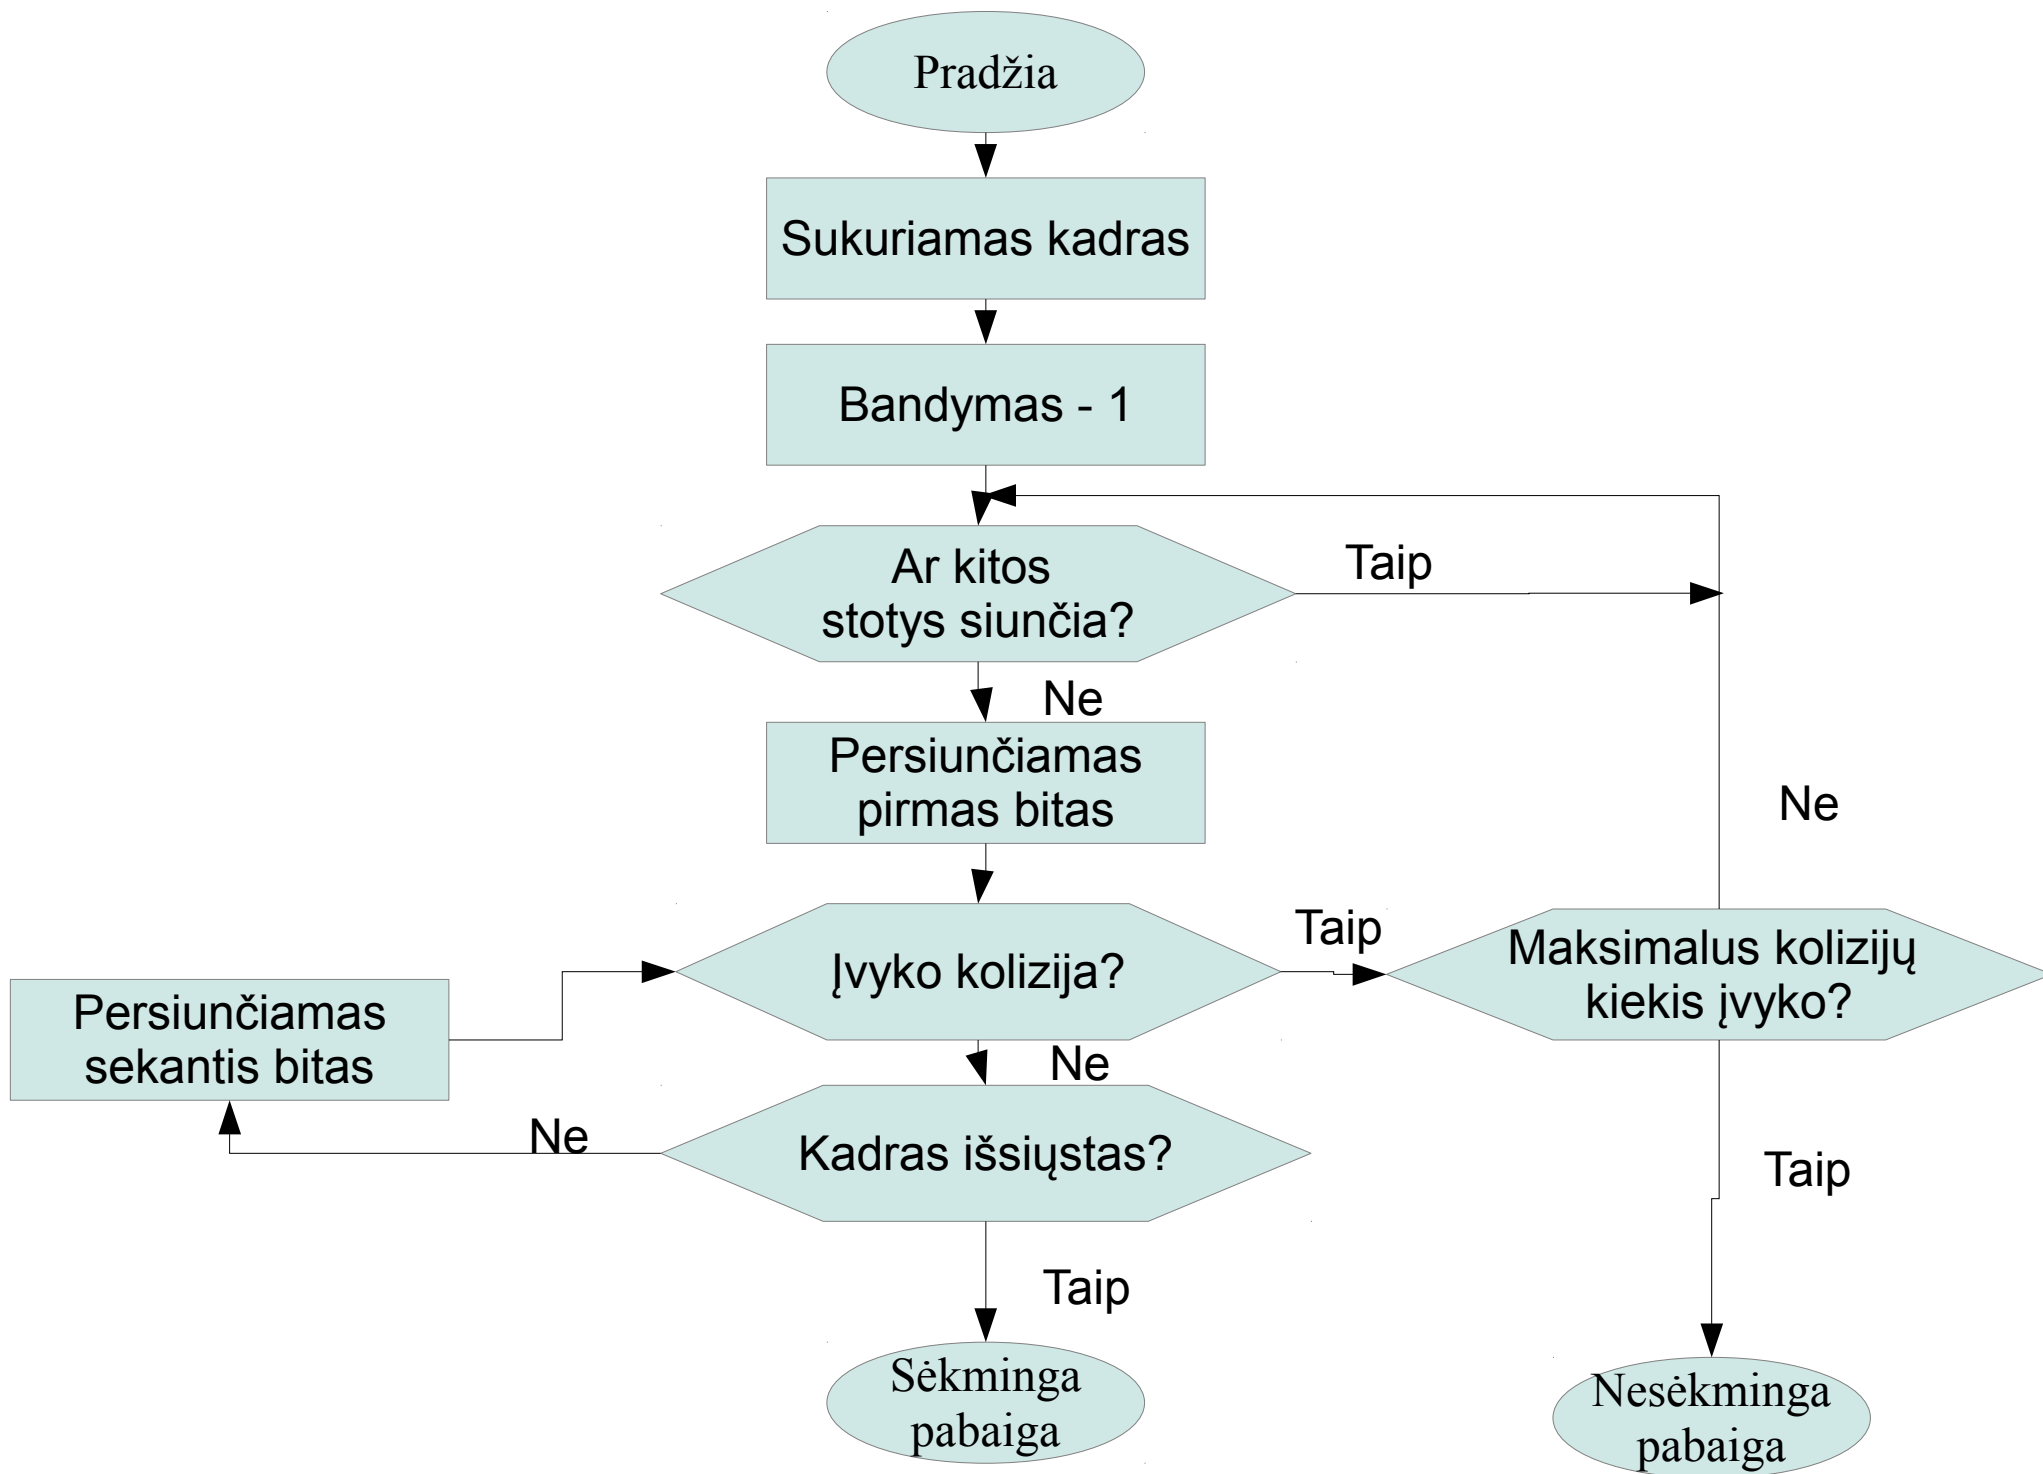 Pradžia
Sukuriamas kadras
Bandymas - 1
Ar kitos
stotys siunčia?
Taip
Ne
Persiunčiamas
pirmas bitas
Ne
Įvyko kolizija?
Taip
Maksimalus kolizijų
kiekis įvyko?
Persiunčiamas
sekantis bitas
Ne
Ne
Kadras išsiųstas?
Taip
Taip
Sėkminga
pabaiga
Nesėkminga
pabaiga